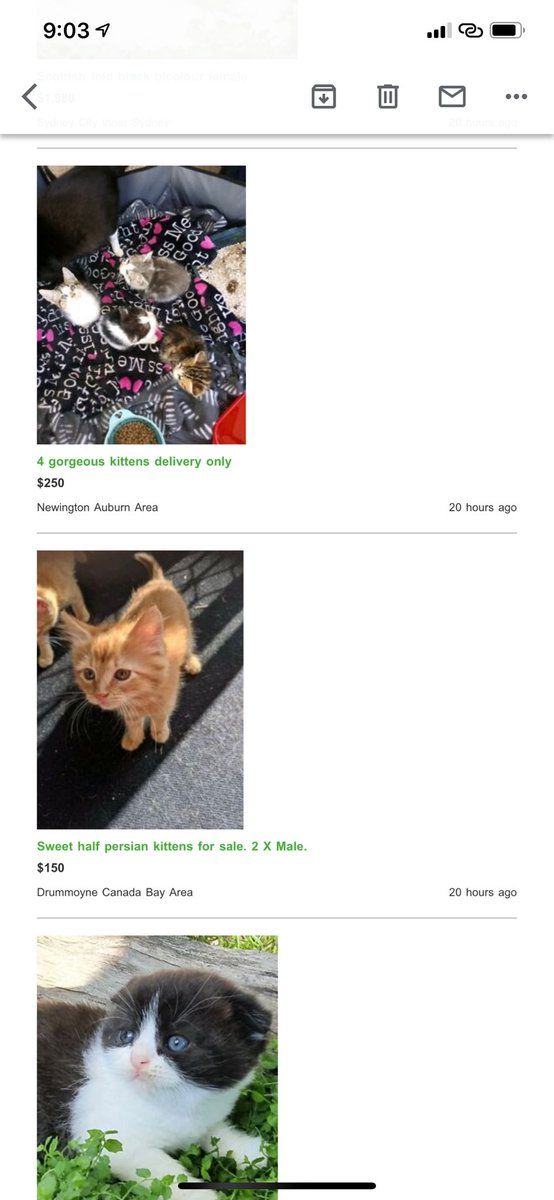 9:03
Scottish fold black bicolour female
$1,980
Sydney City Inner Sydney
20 hours ago
4 gorgeous kittens delivery only
$250
Newington Auburn Area
20 hours ago
Sweet half persian kittens for sale. 2 X Male.
$150
Drummoyne Canada Bay Area
20 hours ago